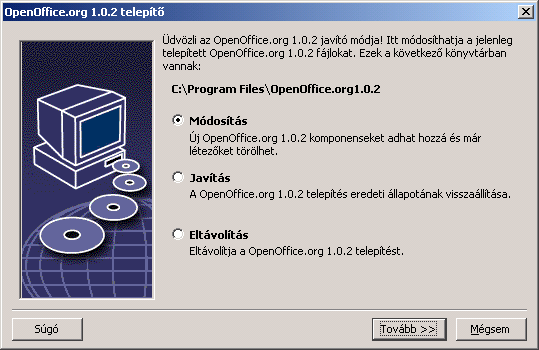 OpenOffice.org 1.0.2 telepítő
Üdvözli az OpenOffice.org 1.0.2 javító módja! Itt módosíthatja a jelenleg
telepített OpenOffice.org 1.0.2 fájlokat. Ezek a következő könyvtárban
vannak:
C:\Program Files\OpenOffice.org1.0.2
Módosítás
Új OpenOffice.org 1.0.2 komponenseket adhat hozzá és már
létezőket törölhet.
Javítás
A OpenOffice.org 1.0.2 telepítés eredeti állapotának visszaállítása.
Eltávolítás
Eltávolítja a OpenOffice.org 1.0.2 telepítést.
Súgó
Tovább >>
Mégsem